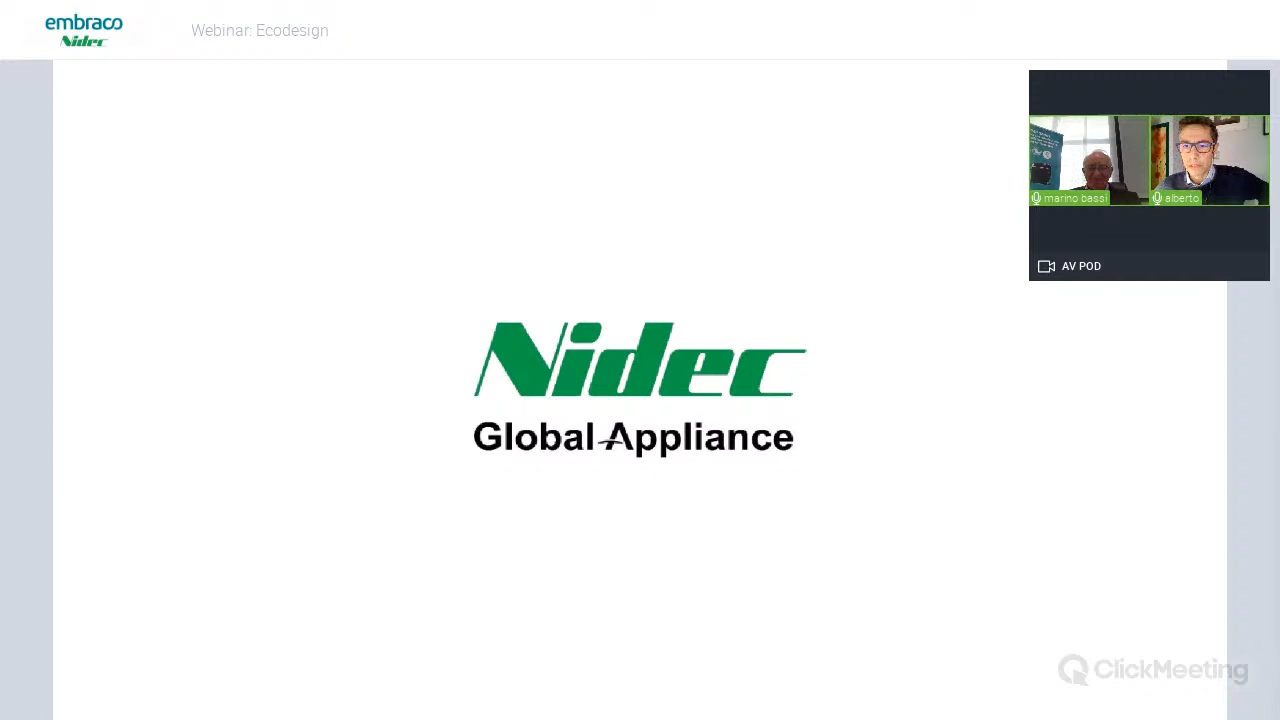 embraco
Nidec
Webinar: Ecodesign
marino bassi
alberto
AV POD
Nidec
Global Appliance
ClickMeeting